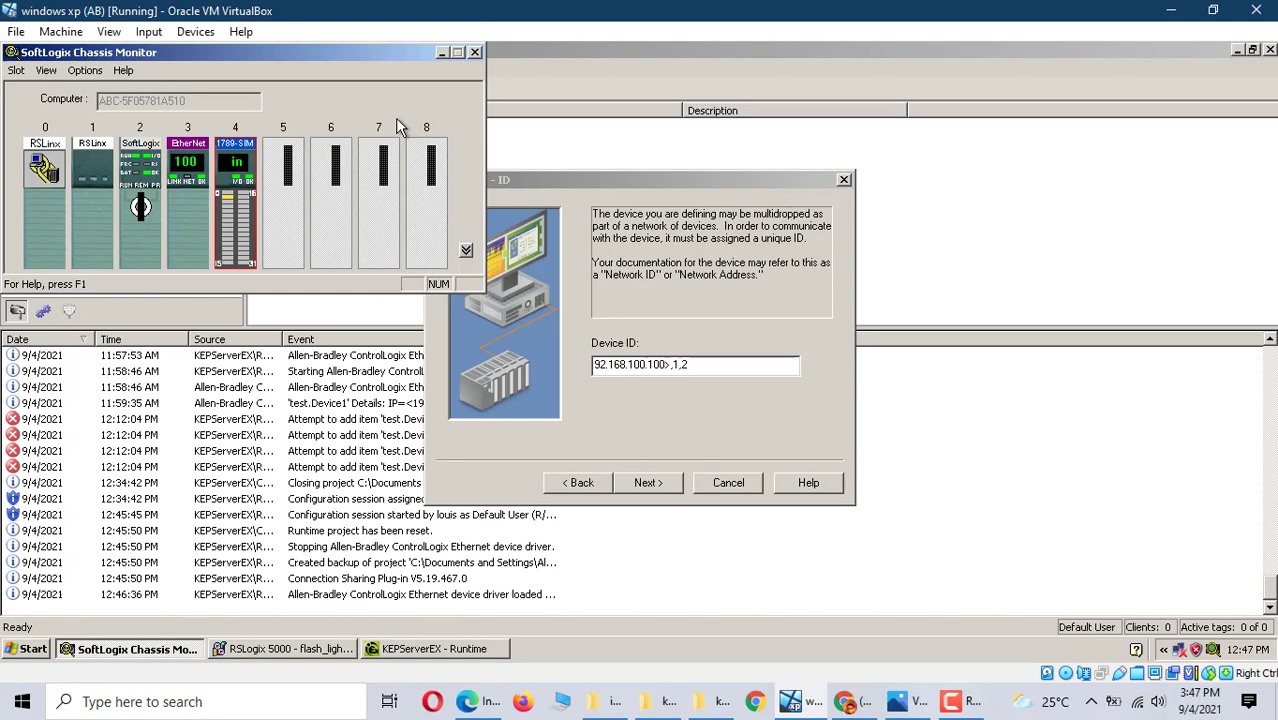 windows xp (AB) [Running] - Oracle VM VirtualBox
File Machine View Input Devices Help
SoftLogix Chassis Monitor
Slot View Options Help
Computer : ABC-5F05781A510
Description
0 1 2 3 4 5 6 7 8
RSLinx RSLinx SoftLogix EtherNet 1789-SIM
RUN I/O
FRC RS
BAT OK
RUN REM PR
100
LINK NET OK
in
I/O OK
For Help, press F1
NUM
- ID
The device you are defining may be multidropped as
part of a network of devices. In order to communicate
with the device, it must be assigned a unique ID.
Your documentation for the device may refer to this as
a "Network ID" or "Network Address."
Device ID:
92.168.100.100>,1,2
< Back Next > Cancel Help
Date Time Source Event
9/4/2021 11:57:53 AM KEPServerEX\R... Allen-Bradley ControlLogix Eth
9/4/2021 11:58:46 AM KEPServerEX\R... Starting Allen-Bradley ControlL
9/4/2021 11:58:46 AM KEPServerEX\R... Allen-Bradley ControlLogix Eth
9/4/2021 11:59:35 AM KEPServerEX\R... 'test.Device1' Details: IP=<19
9/4/2021 12:12:04 PM KEPServerEX\R... Attempt to add item 'test.Devi
9/4/2021 12:12:04 PM KEPServerEX\R... Attempt to add item 'test.Devi
9/4/2021 12:12:04 PM KEPServerEX\R... Attempt to add item 'test.Devi
9/4/2021 12:12:04 PM KEPServerEX\R... Attempt to add item 'test.Devi
9/4/2021 12:34:42 PM KEPServerEX\R... Closing project C:\Documents
9/4/2021 12:34:42 PM KEPServerEX\R... Configuration session assigned
9/4/2021 12:45:45 PM KEPServerEX\R... Configuration session started by louis as Default User (R/...
9/4/2021 12:45:50 PM KEPServerEX\R... Runtime project has been reset.
9/4/2021 12:45:50 PM KEPServerEX\R... Stopping Allen-Bradley ControlLogix Ethernet device driver.
9/4/2021 12:45:50 PM KEPServerEX\R... Created backup of project 'C:\Documents and Settings\Al...
9/4/2021 12:45:50 PM KEPServerEX\R... Connection Sharing Plug-in V5.19.467.0
9/4/2021 12:46:36 PM KEPServerEX\R... Allen-Bradley ControlLogix Ethernet device driver loaded ...
Ready
Default User Clients: 0 Active tags: 0 of 0
Start SoftLogix Chassis Mo... RSLogix 5000 - flash_ligh... KEPServerEX - Runtime 12:47 PM
Right Ctrl
Type here to search
In... i... k... k... w... (... V... R...
25°C
3:47 PM
9/4/2021